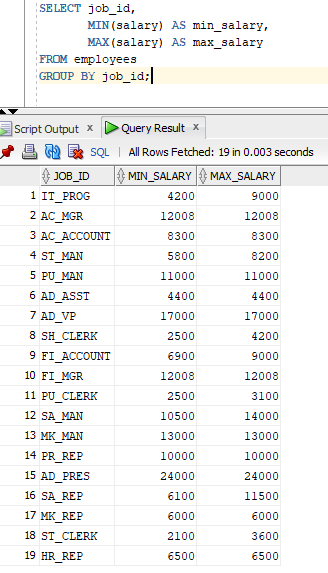 SELECT job_id,
MIN(salary) AS min_salary,
MAX(salary) AS max_salary
FROM employees
GROUP BY job_id;
Script Output x Query Result x
SQL | All Rows Fetched: 19 in 0.003 seconds
JOB_ID MIN_SALARY MAX_SALARY
1 IT_PROG 4200 9000
2 AC_MGR 12008 12008
3 AC_ACCOUNT 8300 8300
4 ST_MAN 5800 8200
5 PU_MAN 11000 11000
6 AD_ASST 4400 4400
7 AD_VP 17000 17000
8 SH_CLERK 2500 4200
9 FI_ACCOUNT 6900 9000
10 FI_MGR 12008 12008
11 PU_CLERK 2500 3100
12 SA_MAN 10500 14000
13 MK_MAN 13000 13000
14 PR_REP 10000 10000
15 AD_PRES 24000 24000
16 SA_REP 6100 11500
17 MK_REP 6000 6000
18 ST_CLERK 2100 3600
19 HR_REP 6500 6500